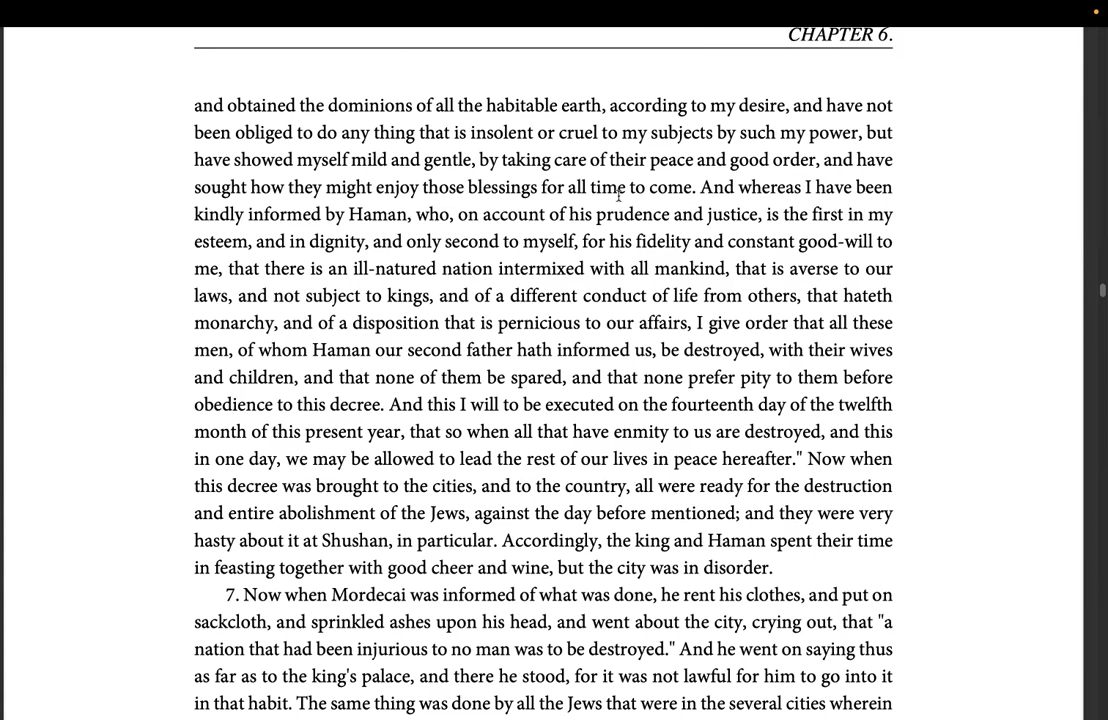 CHAPTER 6.
and obtained the dominions of all the habitable earth, according to my desire, and have not
been obliged to do any thing that is insolent or cruel to my subjects by such my power, but
have showed myself mild and gentle, by taking care of their peace and good order, and have
sought how they might enjoy those blessings for all time to come. And whereas I have been
kindly informed by Haman, who, on account of his prudence and justice, is the first in my
esteem, and in dignity, and only second to myself, for his fidelity and constant good-will to
me, that there is an ill-natured nation intermixed with all mankind, that is averse to our
laws, and not subject to kings, and of a different conduct of life from others, that hateth
monarchy, and of a disposition that is pernicious to our affairs, I give order that all these
men, of whom Haman our second father hath informed us, be destroyed, with their wives
and children, and that none of them be spared, and that none prefer pity to them before
obedience to this decree. And this I will to be executed on the fourteenth day of the twelfth
month of this present year, that so when all that have enmity to us are destroyed, and this
in one day, we may be allowed to lead the rest of our lives in peace hereafter." Now when
this decree was brought to the cities, and to the country, all were ready for the destruction
and entire abolishment of the Jews, against the day before mentioned; and they were very
hasty about it at Shushan, in particular. Accordingly, the king and Haman spent their time
in feasting together with good cheer and wine, but the city was in disorder.
7. Now when Mordecai was informed of what was done, he rent his clothes, and put on
sackcloth, and sprinkled ashes upon his head, and went about the city, crying out, that "a
nation that had been injurious to no man was to be destroyed." And he went on saying thus
as far as to the king's palace, and there he stood, for it was not lawful for him to go into it
in that habit. The same thing was done by all the Jews that were in the several cities wherein